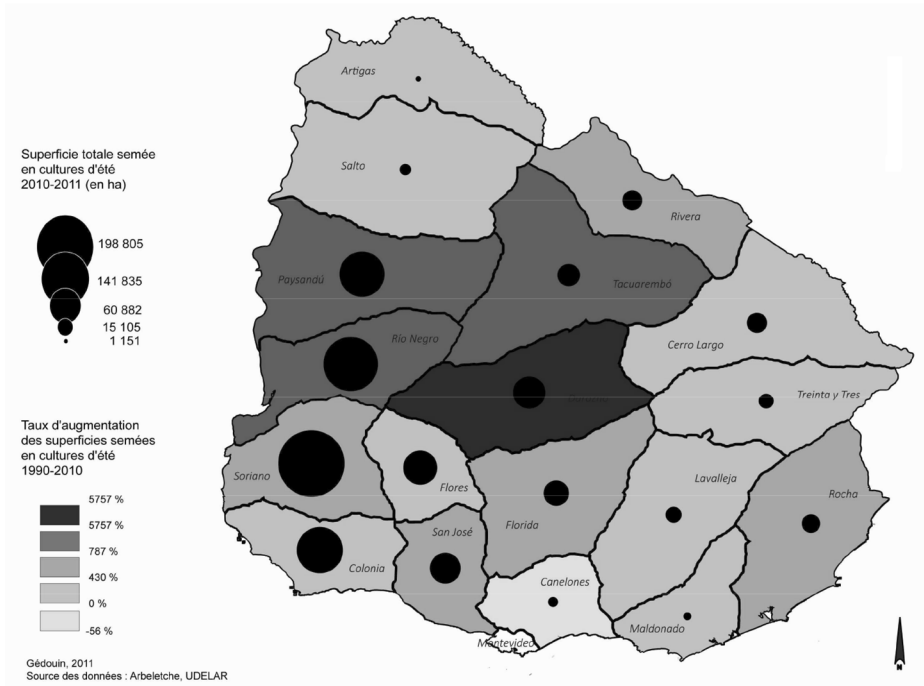 Artigas
Salto
Rivera
Paysandú
Tacuarembó
Río Negro
Cerro Largo
Treinta y Tres
Soriano
Flores
Lavalleja
Rocha
Florida
San José
Colonia
Canelones
Maldonado
Montevideo
Superficie totale semée
en cultures d'été
2010-2011 (en ha)
198 805
141 835
60 882
15 105
1 151
Taux d'augmentation
des superficies semées
en cultures d'été
1990-2010
5757 %
5757 %
787 %
430 %
0 %
-56 %
Gédouin, 2011
Source des données : Arbeletche, UDELAR
N